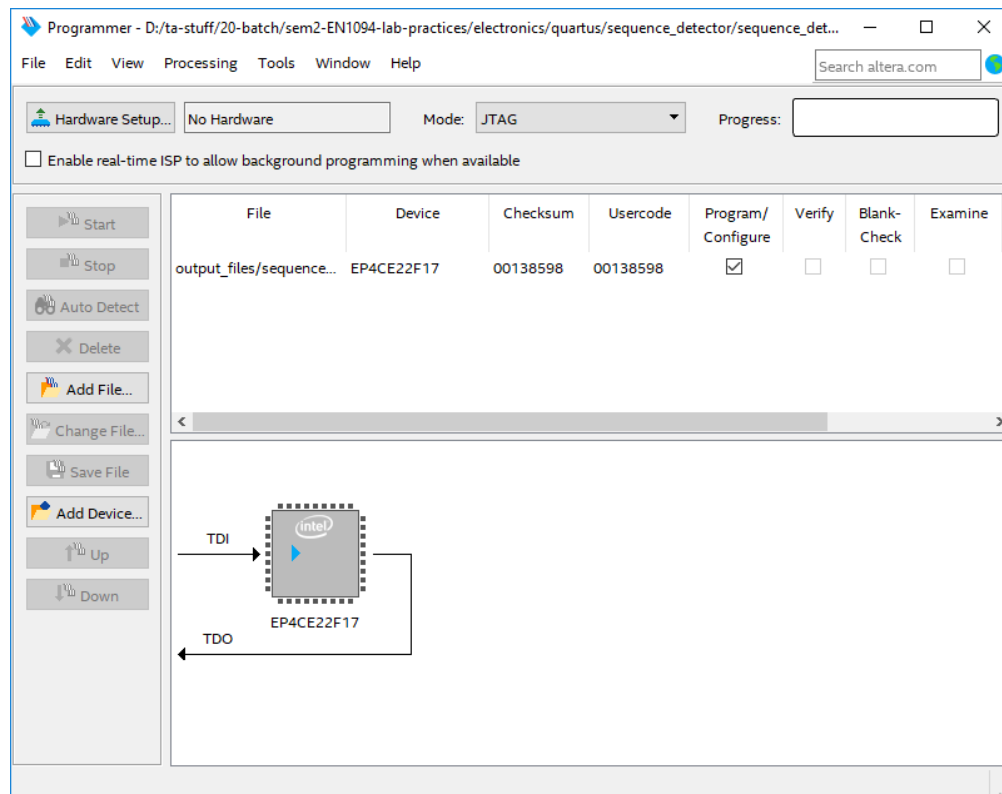 Programmer - D:/ta-stuff/20-batch/sem2-EN1094-lab-practices/electronics/quartus/sequence_detector/sequence_det...
File Edit View Processing Tools Window Help
Search altera.com
Hardware Setup... No Hardware Mode: JTAG Progress:
Enable real-time ISP to allow background programming when available
Start
Stop
Auto Detect
Delete
Add File...
Change File...
Save File
Add Device...
Up
Down
File Device Checksum Usercode Program/ Verify Blank- Examine
Configure Check
output_files/sequence... EP4CE22F17 00138598 00138598
TDI
intel
EP4CE22F17
TDO